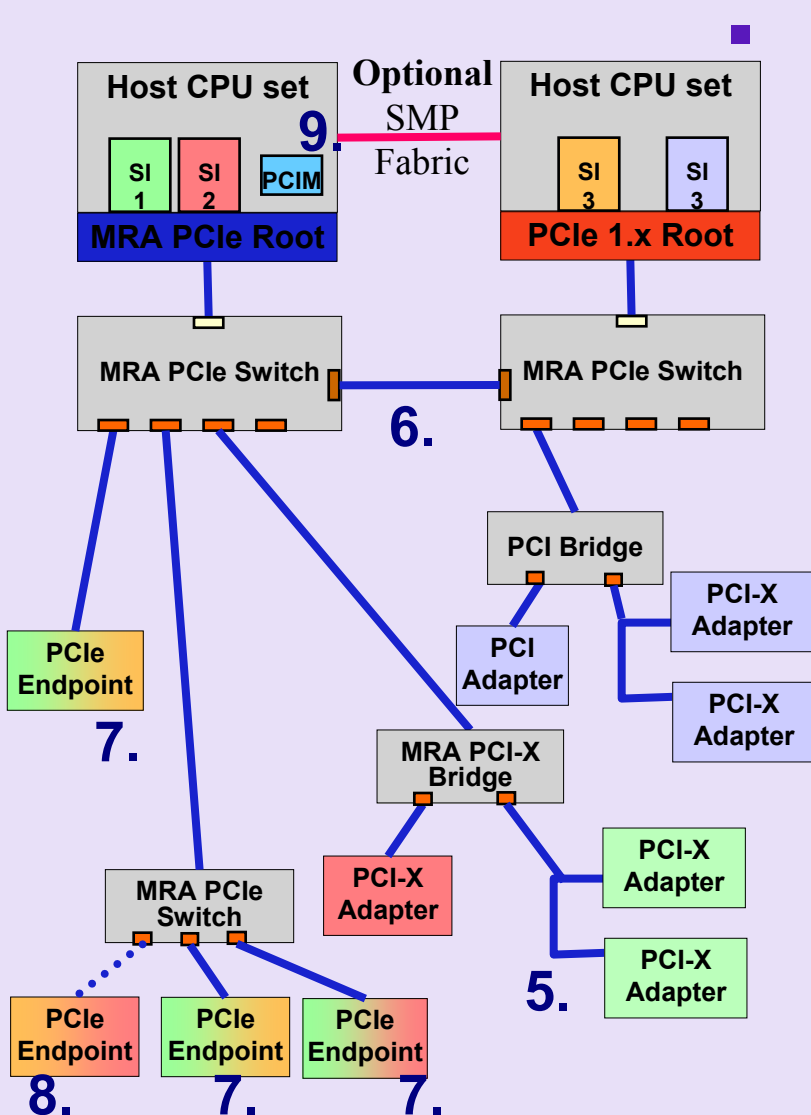 Host CPU set
Optional
Host CPU set
SMP
9.
Fabric
SI
1
SI
2
PCIM
SI
3
SI
3
MRA PCIe Root
PCIe 1.x Root
MRA PCIe Switch
MRA PCIe Switch
6.
PCI Bridge
PCI-X
Adapter
PCI
Adapter
PCIe
Endpoint
PCI-X
Adapter
7.
MRA PCI-X
Bridge
PCI-X
Adapter
PCI-X
Adapter
MRA PCIe
Switch
PCI-X
Adapter
5.
PCIe
Endpoint
PCIe
Endpoint
PCIe
Endpoint
8.
7.
7.